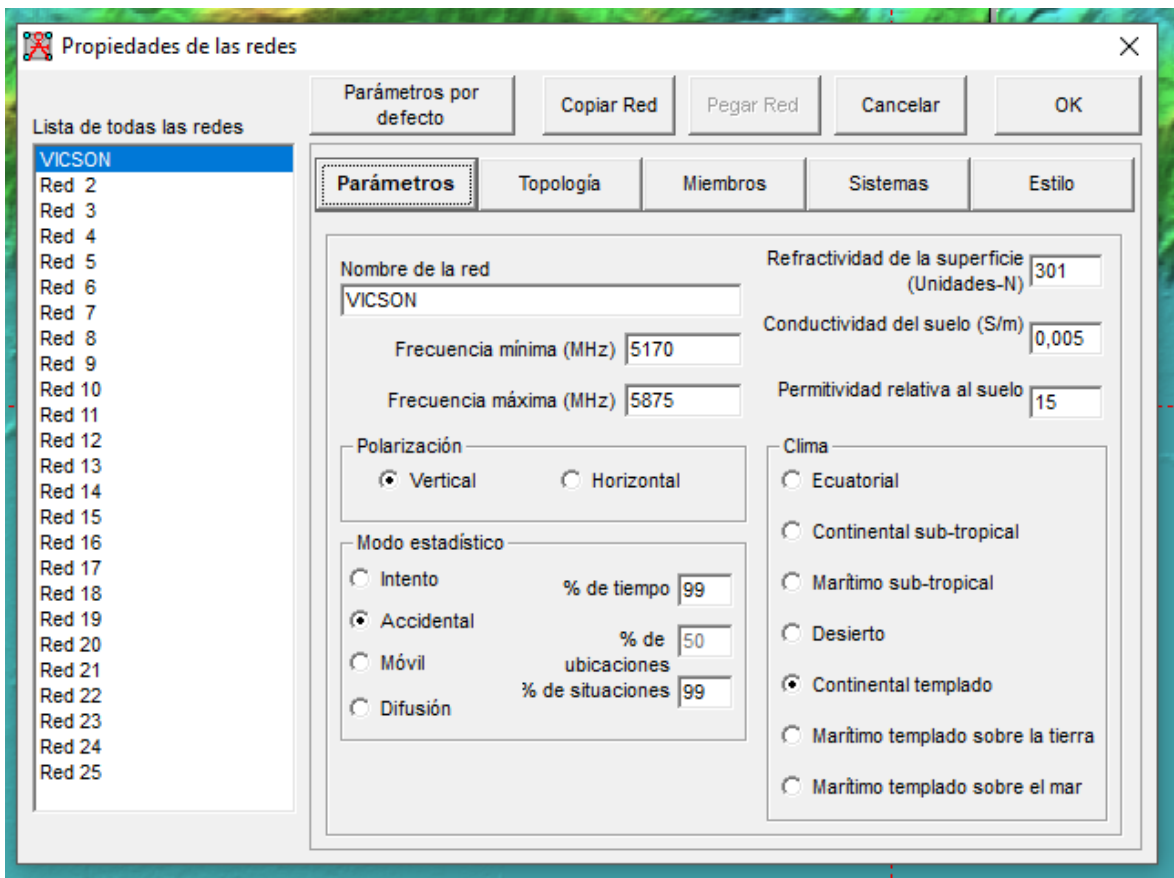 Propiedades de las redes
Parámetros por
defecto
Copiar Red
Pegar Red
Cancelar
OK
Lista de todas las redes
VICSON
Red 2
Red 3
Red 4
Red 5
Red 6
Red 7
Red 8
Red 9
Red 10
Red 11
Red 12
Red 13
Red 14
Red 15
Red 16
Red 17
Red 18
Red 19
Red 20
Red 21
Red 22
Red 23
Red 24
Red 25
Parámetros
Topología
Miembros
Sistemas
Estilo
Nombre de la red
VICSON
Frecuencia mínima (MHz) 5170
Frecuencia máxima (MHz) 5875
Refractividad de la superficie
(Unidades-N) 301
Conductividad del suelo (S/m) 0,005
Permitividad relativa al suelo 15
Polarización
Vertical
Horizontal
Modo estadístico
Intento
Accidental
Móvil
Difusión
% de tiempo 99
% de
ubicaciones 50
% de situaciones 99
Clima
Ecuatorial
Continental sub-tropical
Marítimo sub-tropical
Desierto
Continental templado
Marítimo templado sobre la tierra
Marítimo templado sobre el mar